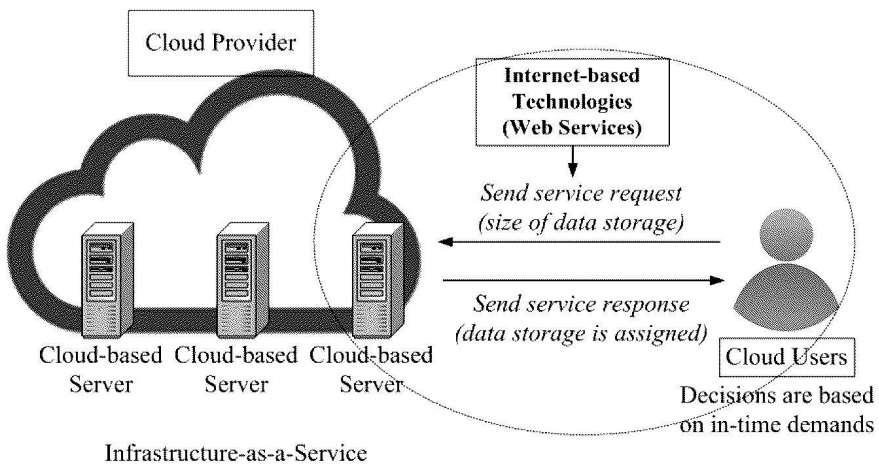 Cloud Provider
Internet-based
Technologies
(Web Services)
Send service request
(size of data storage)
Send service response
(data storage is assigned)
Cloud-based
Server
Cloud-based
Server
Cloud-based
Server
Cloud Users
Decisions are based
on in-time demands
Infrastructure-as-a-Service